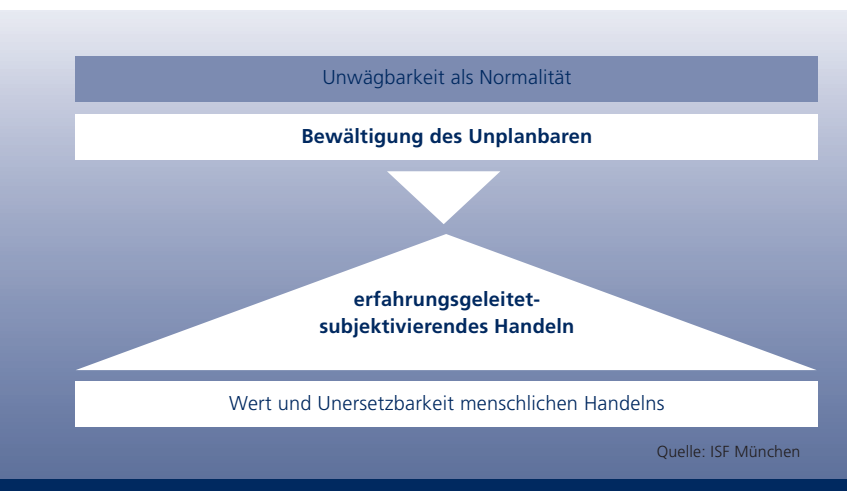 Unwägbarkeit als Normalität
Bewältigung des Unplanbaren
erfahrungsgeleitet-
subjektivierendes Handeln
Wert und Unersetzbarkeit menschlichen Handelns
Quelle: ISF München